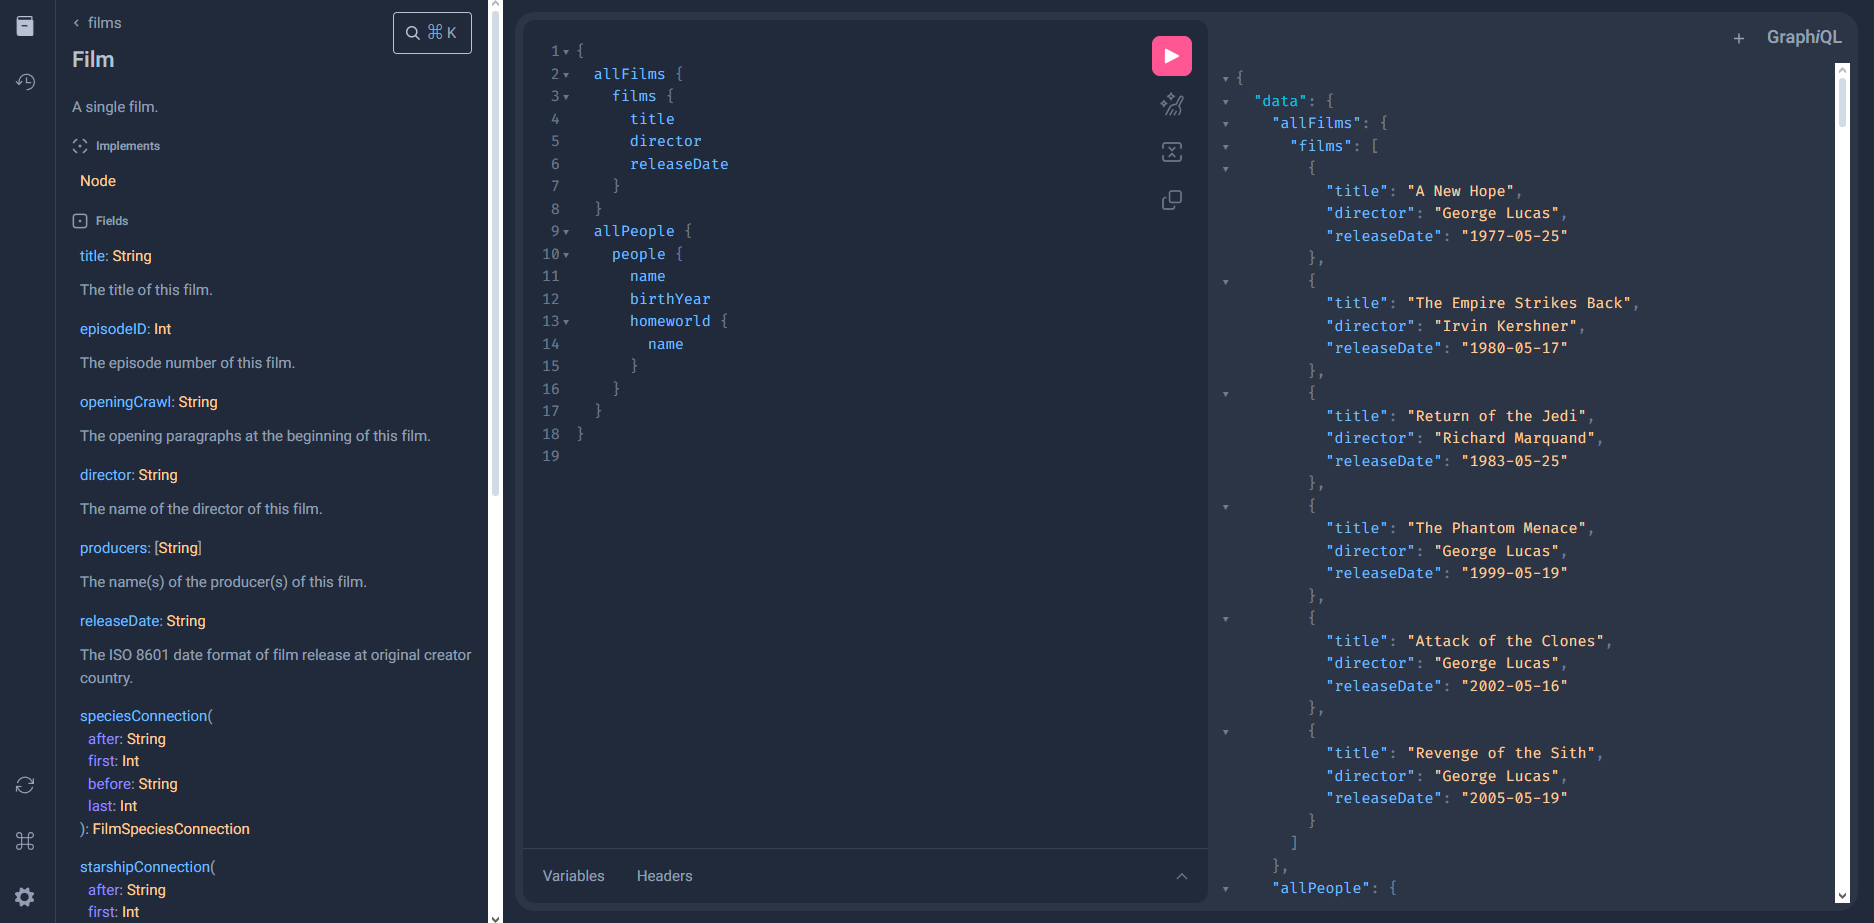 films
⌘ K
Film
A single film.
Implements
Node
Fields
title: String
The title of this film.
episodeID: Int
The episode number of this film.
openingCrawl: String
The opening paragraphs at the beginning of this film.
director: String
The name of the director of this film.
producers: [String]
The name(s) of the producer(s) of this film.
releaseDate: String
The ISO 8601 date format of film release at original creator
country.
speciesConnection(
after: String
first: Int
before: String
last: Int
): FilmSpeciesConnection
starshipConnection(
after: String
first: Int
1 {
2 allFilms {
3 films {
4 title
5 director
6 releaseDate
7 }
8 }
9 allPeople {
10 people {
11 name
12 birthYear
13 homeworld {
14 name
15 }
16 }
17 }
18 }
19
Variables Headers
+ GraphiQL
{
"data": {
"allFilms": {
"films": [
{
"title": "A New Hope",
"director": "George Lucas",
"releaseDate": "1977-05-25"
},
{
"title": "The Empire Strikes Back",
"director": "Irvin Kershner",
"releaseDate": "1980-05-17"
},
{
"title": "Return of the Jedi",
"director": "Richard Marquand",
"releaseDate": "1983-05-25"
},
{
"title": "The Phantom Menace",
"director": "George Lucas",
"releaseDate": "1999-05-19"
},
{
"title": "Attack of the Clones",
"director": "George Lucas",
"releaseDate": "2002-05-16"
},
{
"title": "Revenge of the Sith",
"director": "George Lucas",
"releaseDate": "2005-05-19"
}
]
},
"allPeople": {